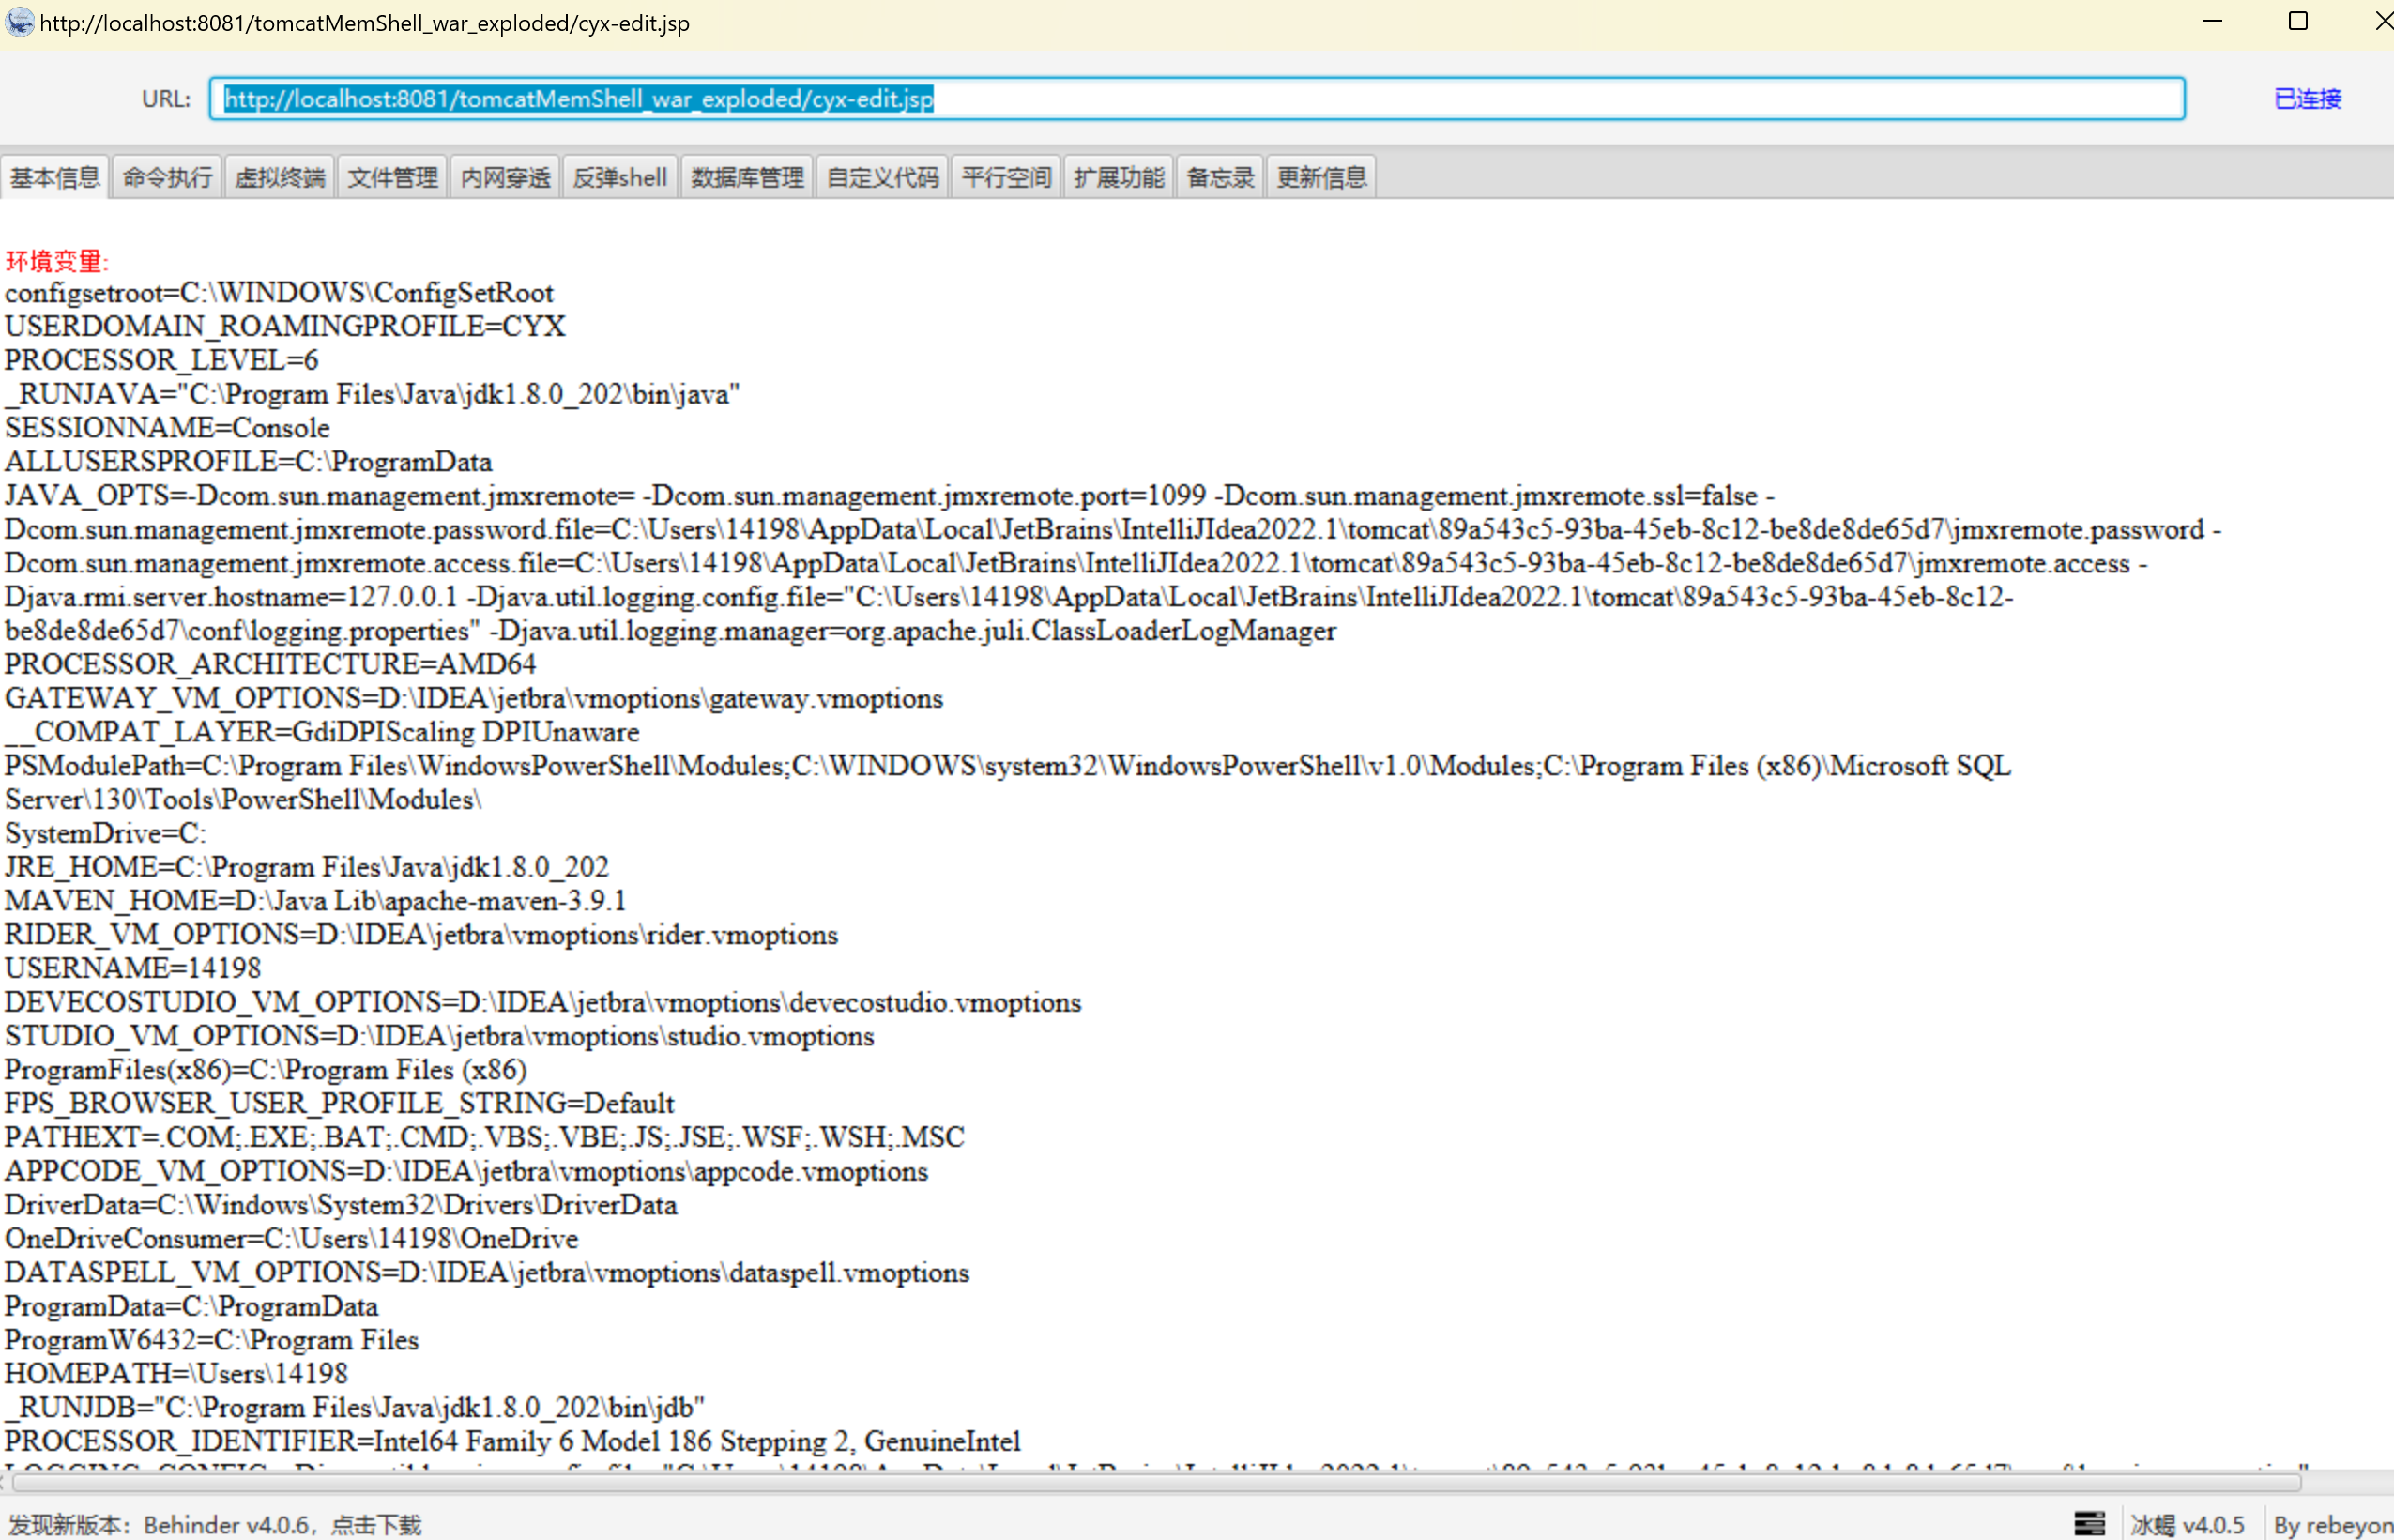 http://localhost:8081/tomcatMemShell_war_exploded/cyx-edit.jsp
URL: http://localhost:8081/tomcatMemShell_war_exploded/cyx-edit.jsp 已连接
基本信息 命令执行 虚拟终端 文件管理 内网穿透 反弹shell 数据库管理 自定义代码 平行空间 扩展功能 备忘录 更新信息
环境变量:
configsetroot=C:\WINDOWS\ConfigSetRoot
USERDOMAIN_ROAMINGPROFILE=CYX
PROCESSOR_LEVEL=6
_RUNJAVA="C:\Program Files\Java\jdk1.8.0_202\bin\java"
SESSIONNAME=Console
ALLUSERSPROFILE=C:\ProgramData
JAVA_OPTS=-Dcom.sun.management.jmxremote= -Dcom.sun.management.jmxremote.port=1099 -Dcom.sun.management.jmxremote.ssl=false -
Dcom.sun.management.jmxremote.password.file=C:\Users\14198\AppData\Local\JetBrains\IntelliJIdea2022.1\tomcat\89a543c5-93ba-45eb-8c12-be8de8de65d7\jmxremote.password -
Dcom.sun.management.jmxremote.access.file=C:\Users\14198\AppData\Local\JetBrains\IntelliJIdea2022.1\tomcat\89a543c5-93ba-45eb-8c12-be8de8de65d7\jmxremote.access -
Djava.rmi.server.hostname=127.0.0.1 -Djava.util.logging.config.file="C:\Users\14198\AppData\Local\JetBrains\IntelliJIdea2022.1\tomcat\89a543c5-93ba-45eb-8c12-
be8de8de65d7\conf\logging.properties" -Djava.util.logging.manager=org.apache.juli.ClassLoaderLogManager
PROCESSOR_ARCHITECTURE=AMD64
GATEWAY_VM_OPTIONS=D:\IDEA\jetbra\vmoptions\gateway.vmoptions
__COMPAT_LAYER=GdiDPIScaling DPIUnaware
PSModulePath=C:\Program Files\WindowsPowerShell\Modules;C:\WINDOWS\system32\WindowsPowerShell\v1.0\Modules;C:\Program Files (x86)\Microsoft SQL
Server\130\Tools\PowerShell\Modules\
SystemDrive=C:
JRE_HOME=C:\Program Files\Java\jdk1.8.0_202
MAVEN_HOME=D:\Java Lib\apache-maven-3.9.1
RIDER_VM_OPTIONS=D:\IDEA\jetbra\vmoptions\rider.vmoptions
USERNAME=14198
DEVECOSTUDIO_VM_OPTIONS=D:\IDEA\jetbra\vmoptions\devecostudio.vmoptions
STUDIO_VM_OPTIONS=D:\IDEA\jetbra\vmoptions\studio.vmoptions
ProgramFiles(x86)=C:\Program Files (x86)
FPS_BROWSER_USER_PROFILE_STRING=Default
PATHEXT=.COM;.EXE;.BAT;.CMD;.VBS;.VBE;.JS;.JSE;.WSF;.WSH;.MSC
APPCODE_VM_OPTIONS=D:\IDEA\jetbra\vmoptions\appcode.vmoptions
DriverData=C:\Windows\System32\Drivers\DriverData
OneDriveConsumer=C:\Users\14198\OneDrive
DATASPELL_VM_OPTIONS=D:\IDEA\jetbra\vmoptions\dataspell.vmoptions
ProgramData=C:\ProgramData
ProgramW6432=C:\Program Files
HOMEPATH=\Users\14198
_RUNJDB="C:\Program Files\Java\jdk1.8.0_202\bin\jdb"
PROCESSOR_IDENTIFIER=Intel64 Family 6 Model 186 Stepping 2, GenuineIntel
发现新版本：Behinder v4.0.6，点击下载 冰蝎 v4.0.5 By rebeyon